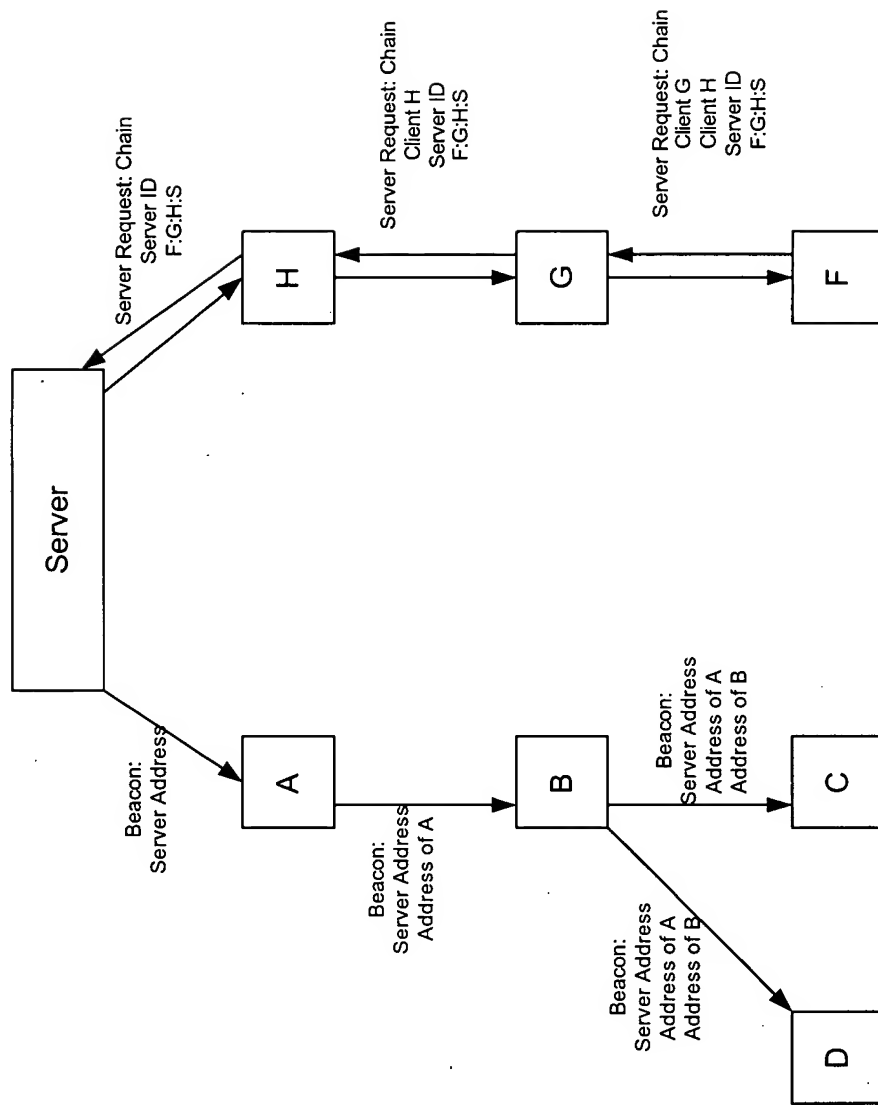 Server
Beacon:
Server Address
Server Request: Chain
Server ID
F:G:H:S
A
H
Beacon:
Server Address
Address of A
Server Request: Chain
Client H
Server ID
F:G:H:S
B
G
Beacon:
Server Address
Address of A
Address of B
Beacon:
Server Address
Address of A
Address of B
Server Request: Chain
Client G
Client H
Server ID
F:G:H:S
D
C
F